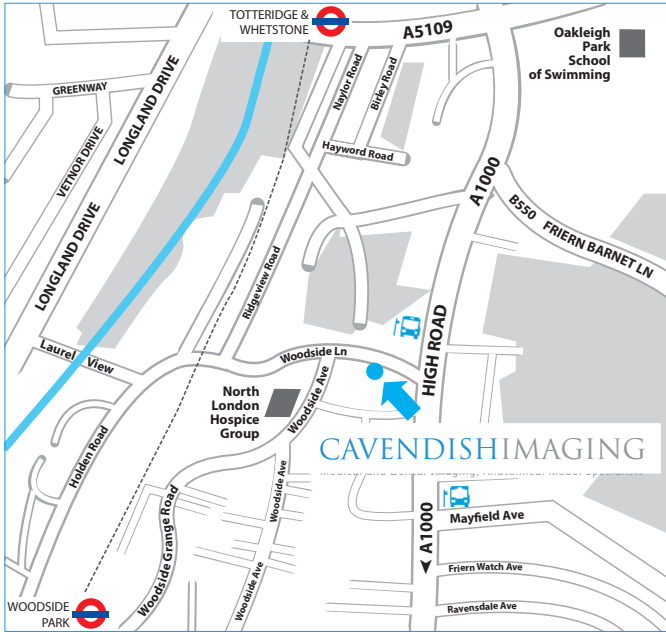 TOTTERIDGE &
WHETSTONE
A5109
Oakleigh
Park
School
of Swimming
GREENWAY
LONGLAND DRIVE
VETNOR DRIVE
Naylor Road
Birley Road
Hayword Road
A1000
B550 FRIERN BARNET LN
LONGLAND DRIVE
Ridgeview Road
Laurel View
Woodside Ln
HIGH ROAD
North
London
Hospice
Group
Woodside Ave
CAVENDISHIMAGING
Holden Road
Woodside Ave
Woodside Grange Road
A1000
Mayfield Ave
Woodside Ave
Friern Watch Ave
WOODSIDE
PARK
Ravensdale Ave